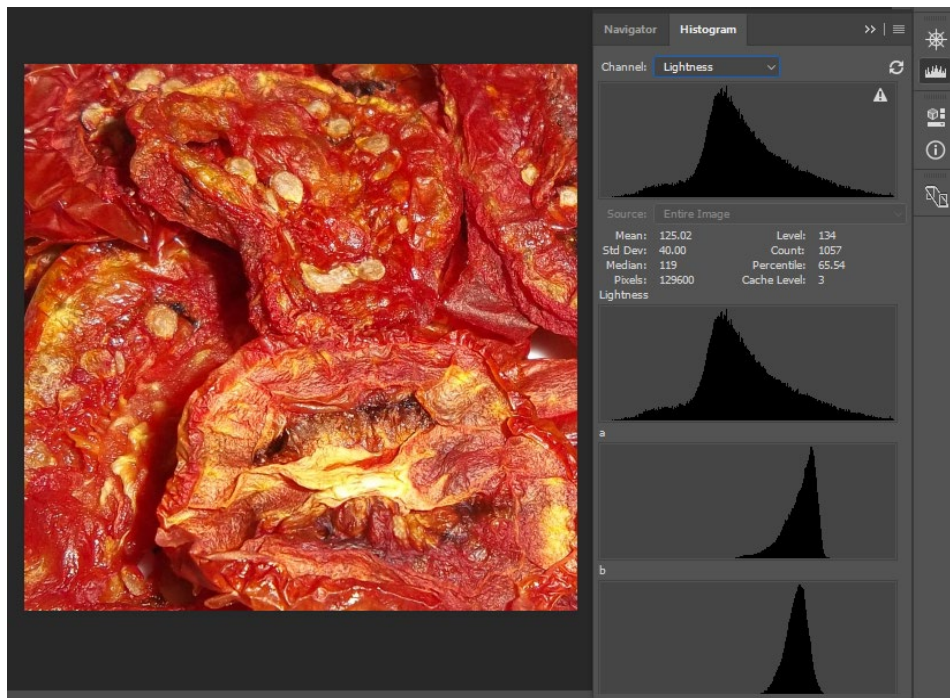 Navigator Histogram
Channel: Lightness
Source: Entire Image
Mean: 125.02 Level: 134
Std Dev: 40.00 Count: 1057
Median: 119 Percentile: 65.54
Pixels: 129600 Cache Level: 3
Lightness
a
b